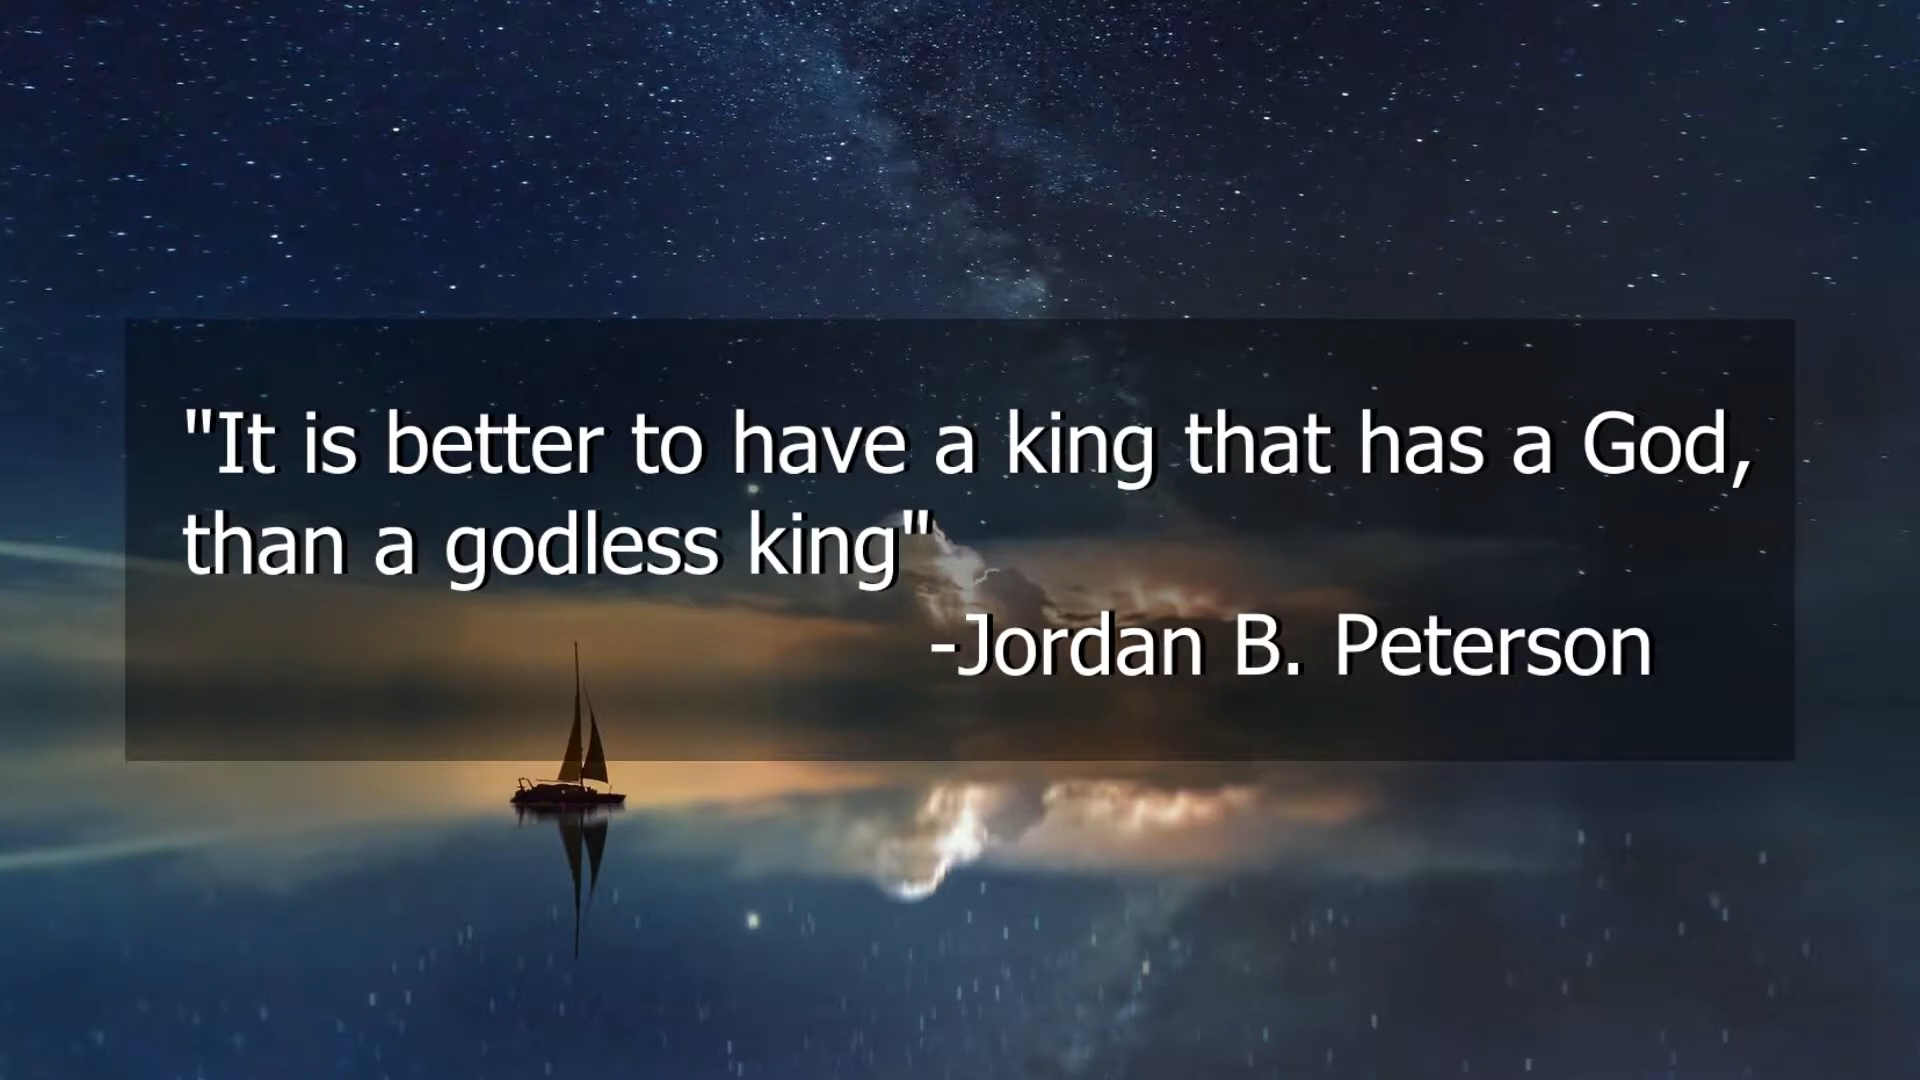 "It is better to have a king that has a God,
than a godless king"
-Jordan B. Peterson